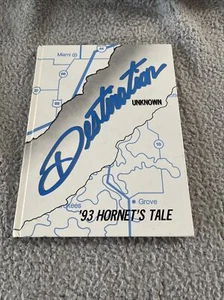 Miami
Destination
UNKNOWN
Grove
'93 HORNET'S TALE